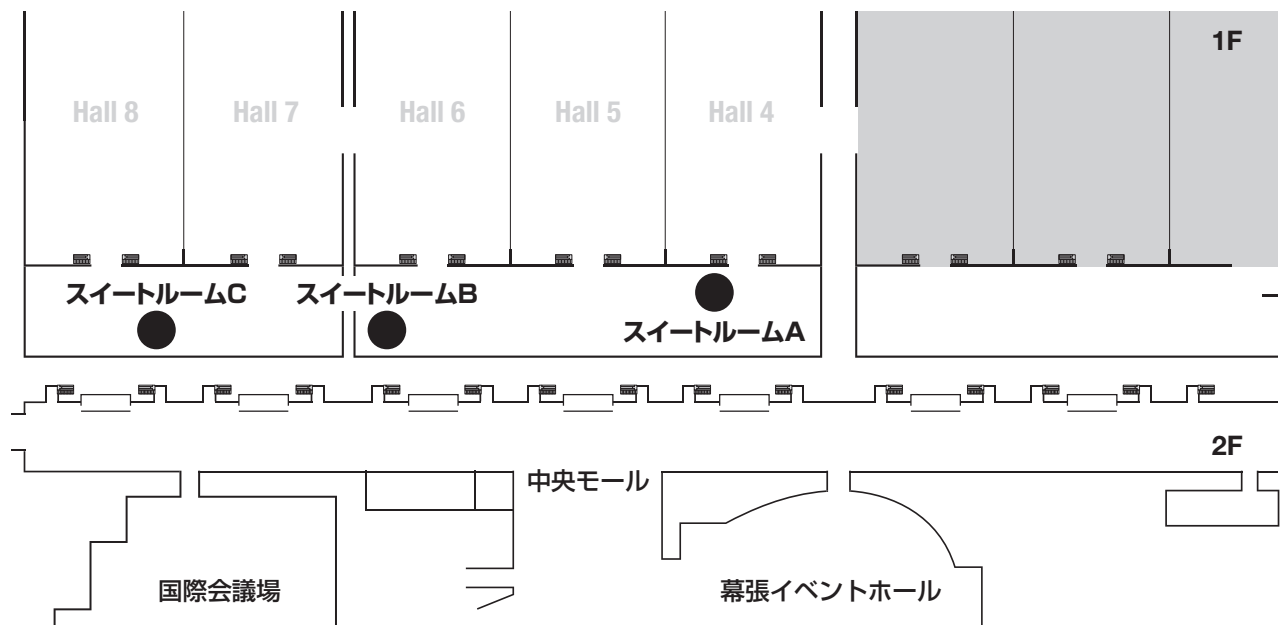 1F
Hall 8
Hall 7
Hall 6
Hall 5
Hall 4
スイートルームC
スイートルームB
スイートルームA
2F
中央モール
国際会議場
幕張イベントホール